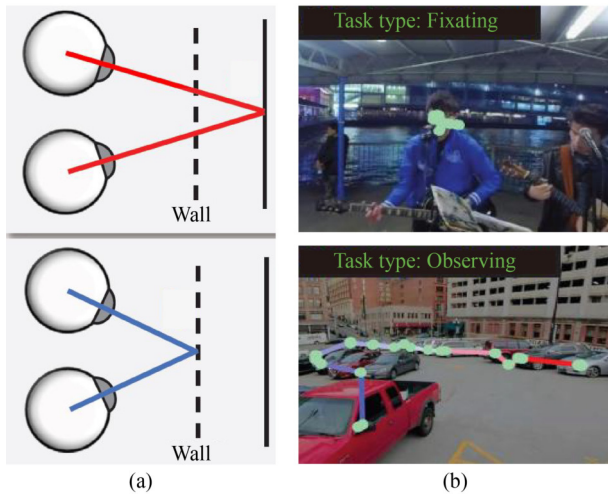 Task type: Fixating
Wall
Task type: Observing
Wall
(a)
(b)